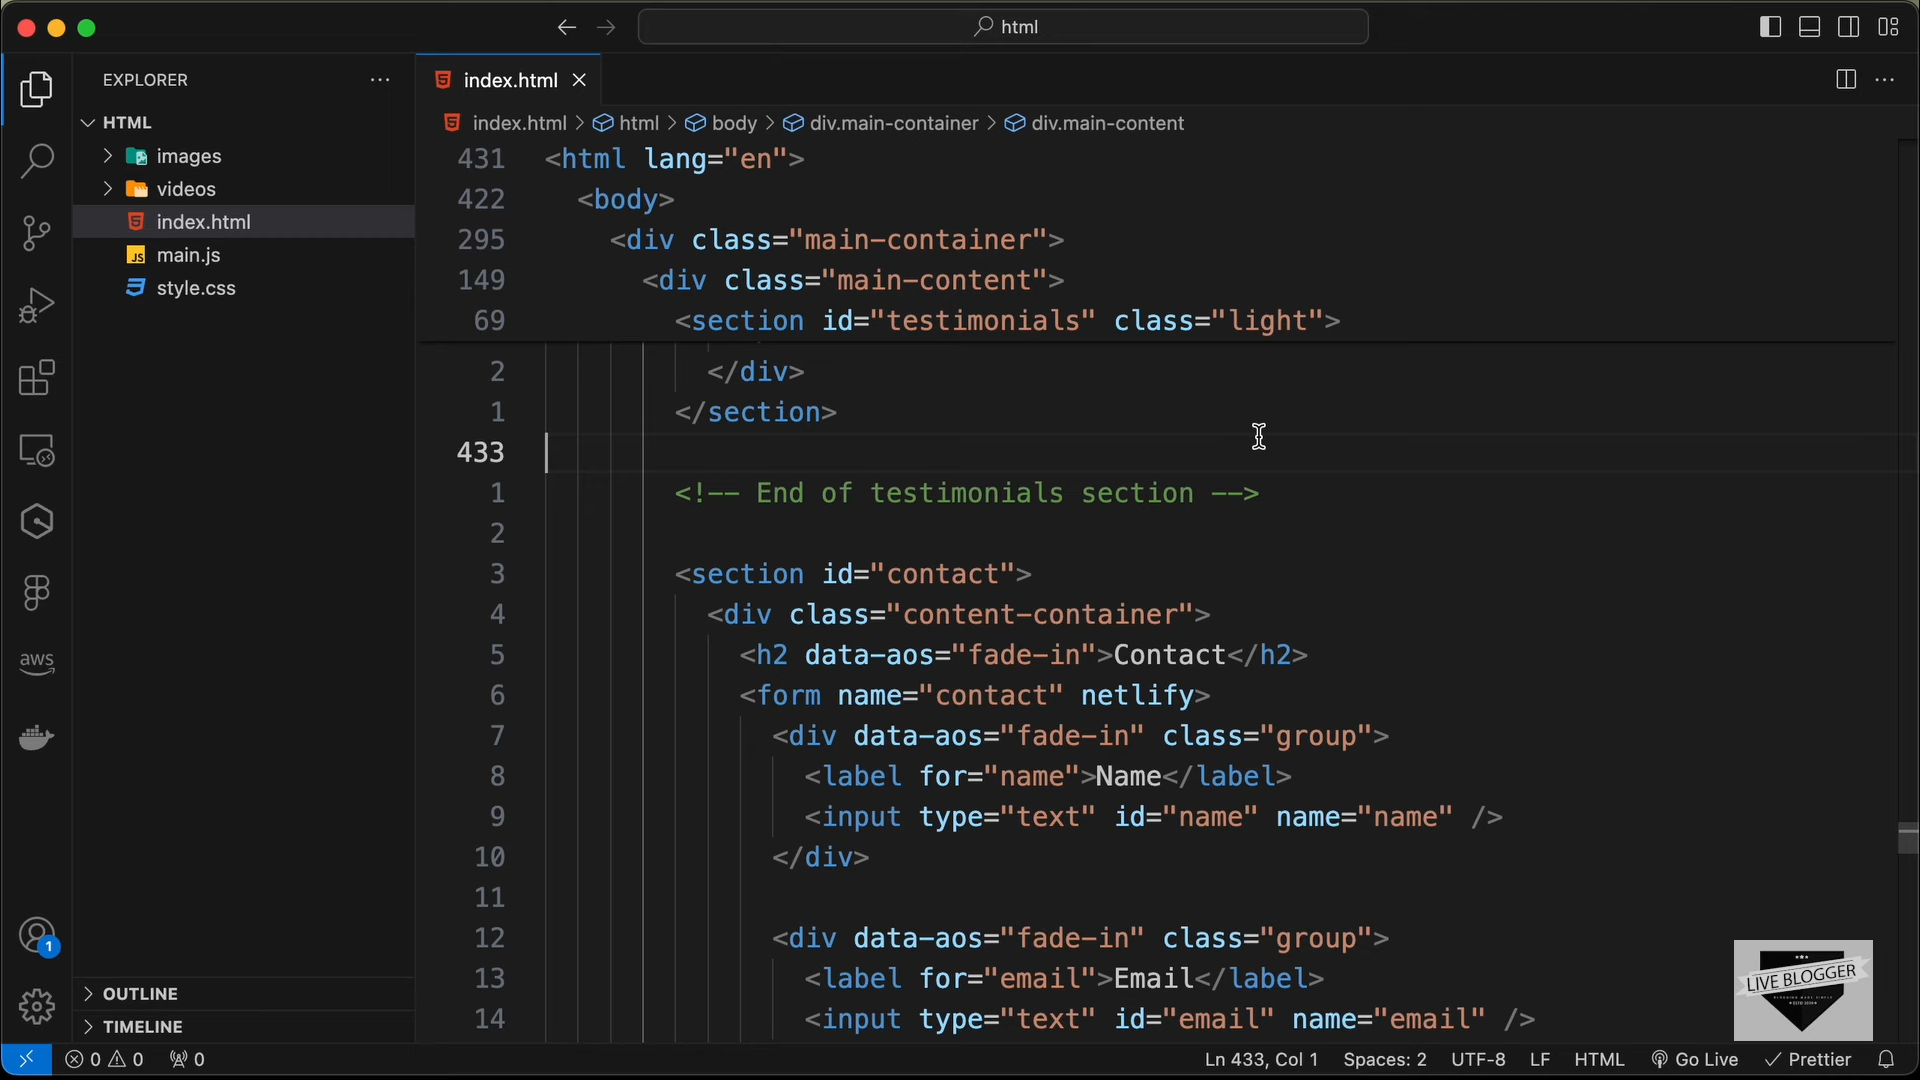 html
EXPLORER
HTML
images
videos
index.html
main.js
style.css
OUTLINE
TIMELINE
index.html
index.html > html > body > div.main-container > div.main-content
431 <html lang="en">
422 <body>
295 <div class="main-container">
149 <div class="main-content">
69 <section id="testimonials" class="light">
2 </div>
1 </section>
433
1 <!-- End of testimonials section -->
2
3 <section id="contact">
4 <div class="content-container">
5 <h2 data-aos="fade-in">Contact</h2>
6 <form name="contact" netlify>
7 <div data-aos="fade-in" class="group">
8 <label for="name">Name</label>
9 <input type="text" id="name" name="name" />
10 </div>
11
12 <div data-aos="fade-in" class="group">
13 <label for="email">Email</label>
14 <input type="text" id="email" name="email" />
aws
1
LIVE BLOGGER
0 0 0
Ln 433, Col 1 Spaces: 2 UTF-8 LF HTML Go Live Prettier